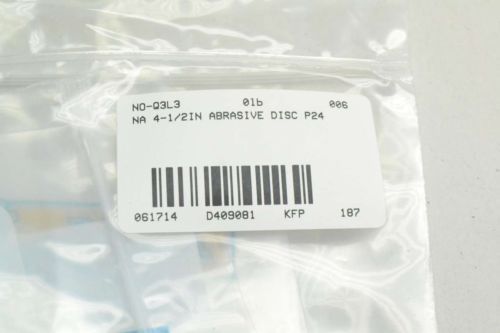 NO-Q3L3 01b 006
NA 4-1/2IN ABRASIVE DISC P24
061714 D409081 KFP 187